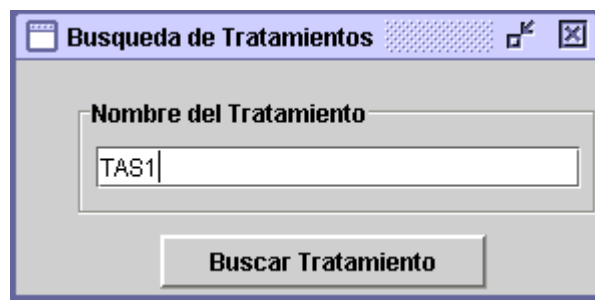 Busqueda de Tratamientos
Nombre del Tratamiento
TAS1
Buscar Tratamiento